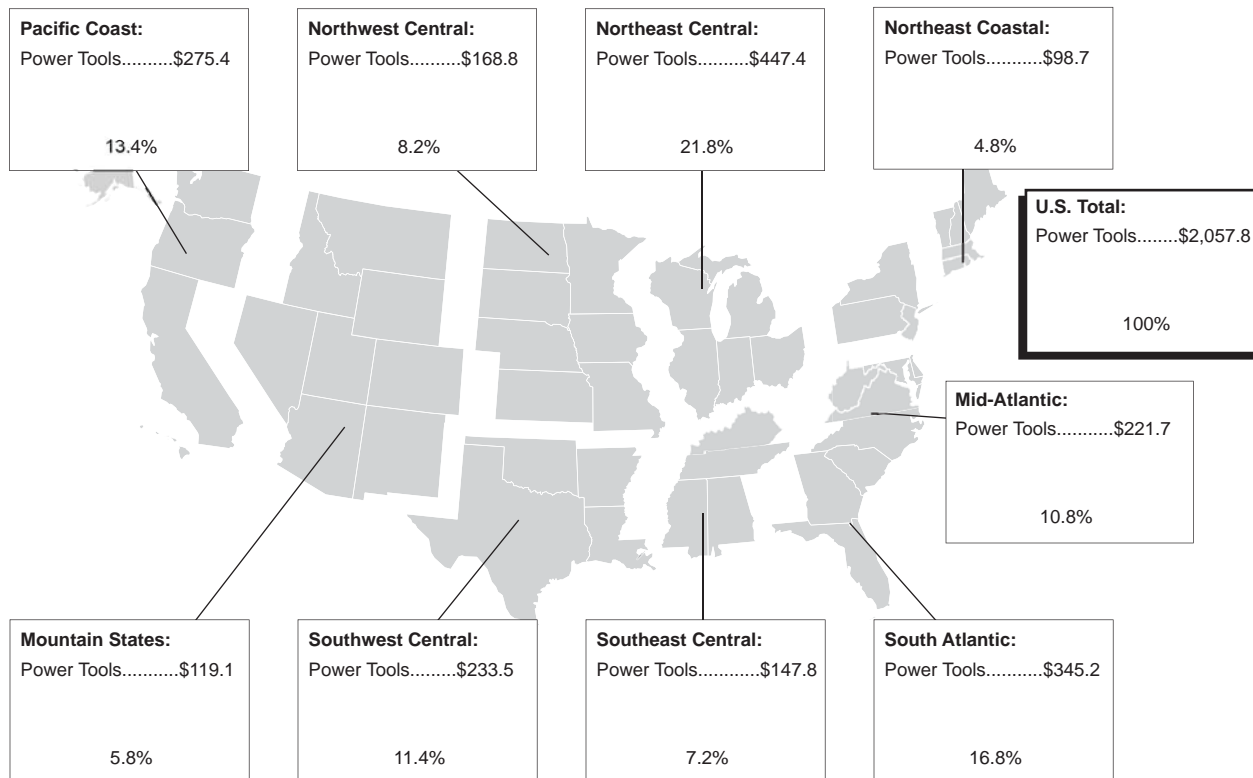 Pacific Coast:
Power Tools..........$275.4
13.4%
Northwest Central:
Power Tools..........$168.8
8.2%
Northeast Central:
Power Tools..........$447.4
21.8%
Northeast Coastal:
Power Tools...........$98.7
4.8%
U.S. Total:
Power Tools........$2,057.8
100%
Mid-Atlantic:
Power Tools..........$221.7
10.8%
Mountain States:
Power Tools..........$119.1
5.8%
Southwest Central:
Power Tools..........$233.5
11.4%
Southeast Central:
Power Tools...........$147.8
7.2%
South Atlantic:
Power Tools...........$345.2
16.8%